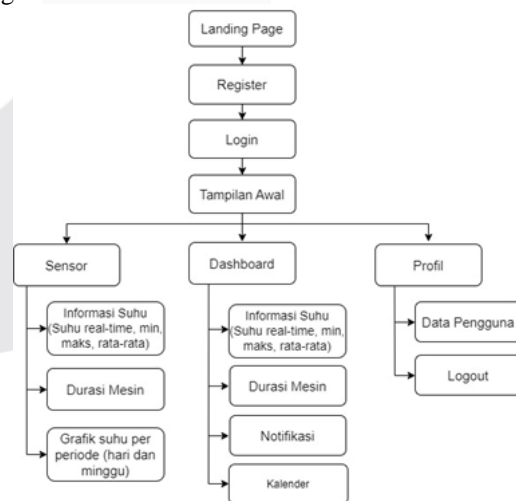 g
Landing Page
Register
Login
Tampilan Awal
Sensor
Dashboard
Profil
Informasi Suhu
(Suhu real-time, min,
maks, rata-rata)
Durasi Mesin
Grafik suhu per
periode (hari dan
minggu)
Informasi Suhu
(Suhu real-time, min,
maks, rata-rata)
Durasi Mesin
Notifikasi
Kalender
Data Pengguna
Logout